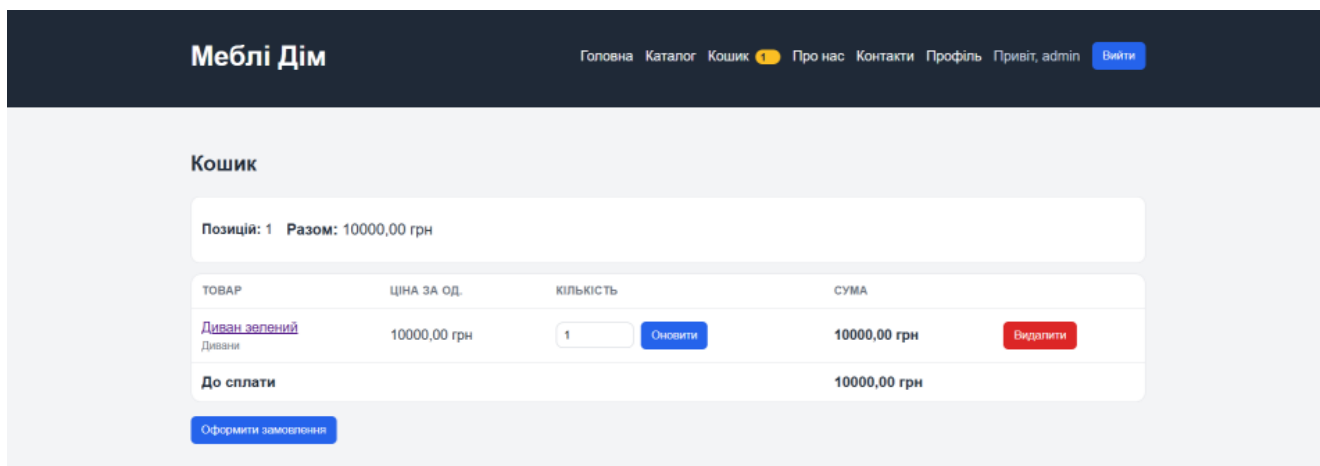 Меблі Дім
Головна Каталог Кошик 1 Про нас Контакти Профіль Привіт, admin Вийти
Кошик
Позицій: 1 Разом: 10000,00 грн
ТОВАР ЦІНА ЗА ОД. КІЛЬКІСТЬ СУМА
Диван зелений 10000,00 грн 1 Оновити 10000,00 грн Видалити
Дивани
До сплати 10000,00 грн
Оформити замовлення